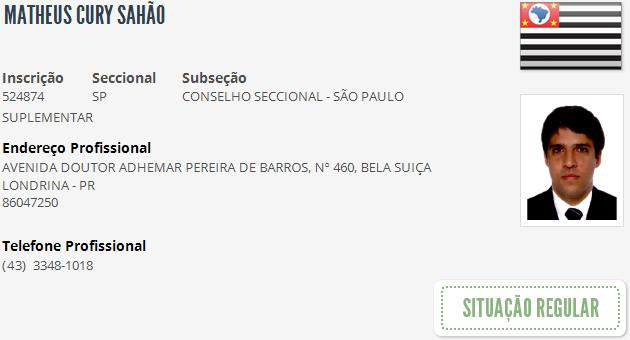 MATHEUS CURY SAHÃO
Inscrição Seccional Subseção
524874 SP CONSELHO SECCIONAL - SÃO PAULO
SUPLEMENTAR
Endereço Profissional
AVENIDA DOUTOR ADHEMAR PEREIRA DE BARROS, Nº 460, BELA SUIÇA
LONDRINA - PR
86047250
Telefone Profissional
(43) 3348-1018
SITUAÇÃO REGULAR